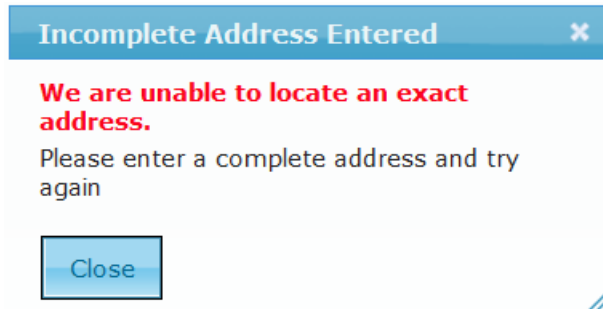 Incomplete Address Entered
We are unable to locate an exact
address.
Please enter a complete address and try
again
Close